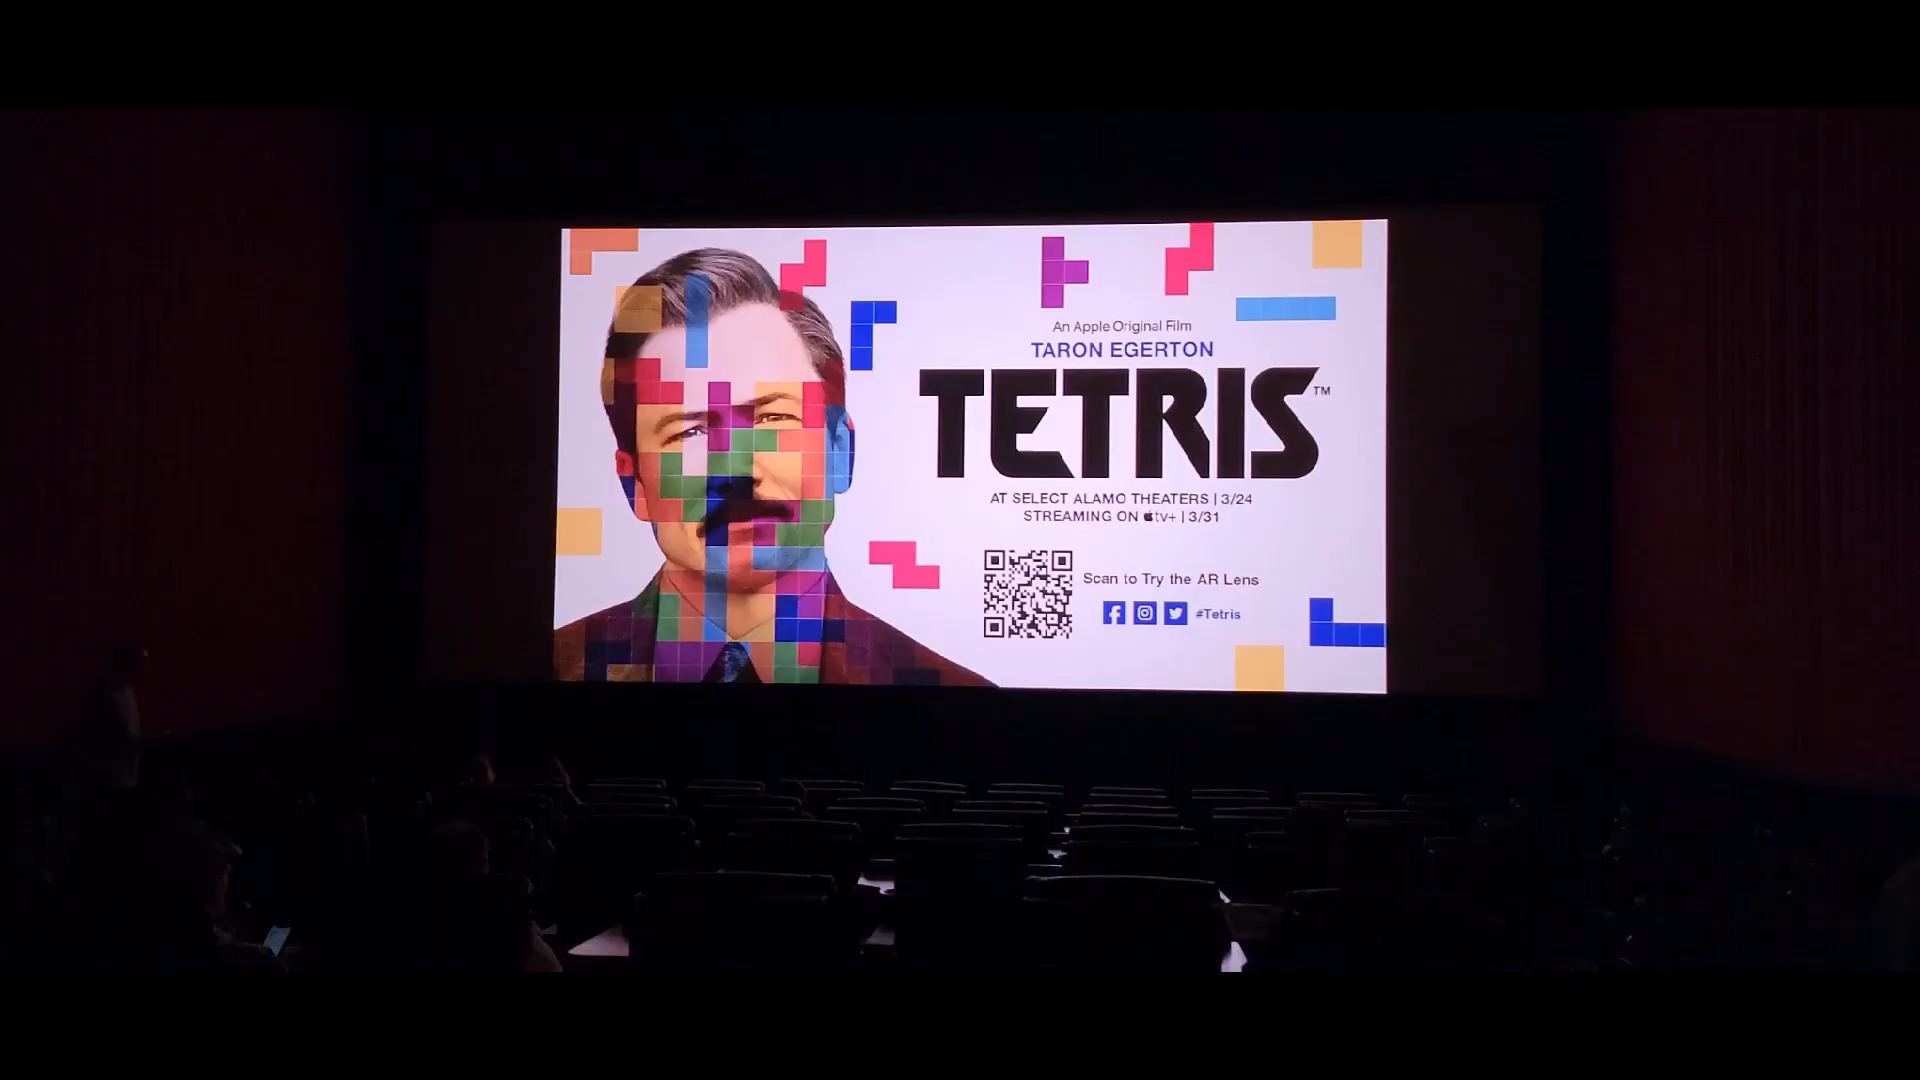 An Apple Original Film
TARON EGERTON
TETRIS™
AT SELECT ALAMO THEATERS | 3/24
STREAMING ON tv+ | 3/31
Scan to Try the AR Lens
#Tetris